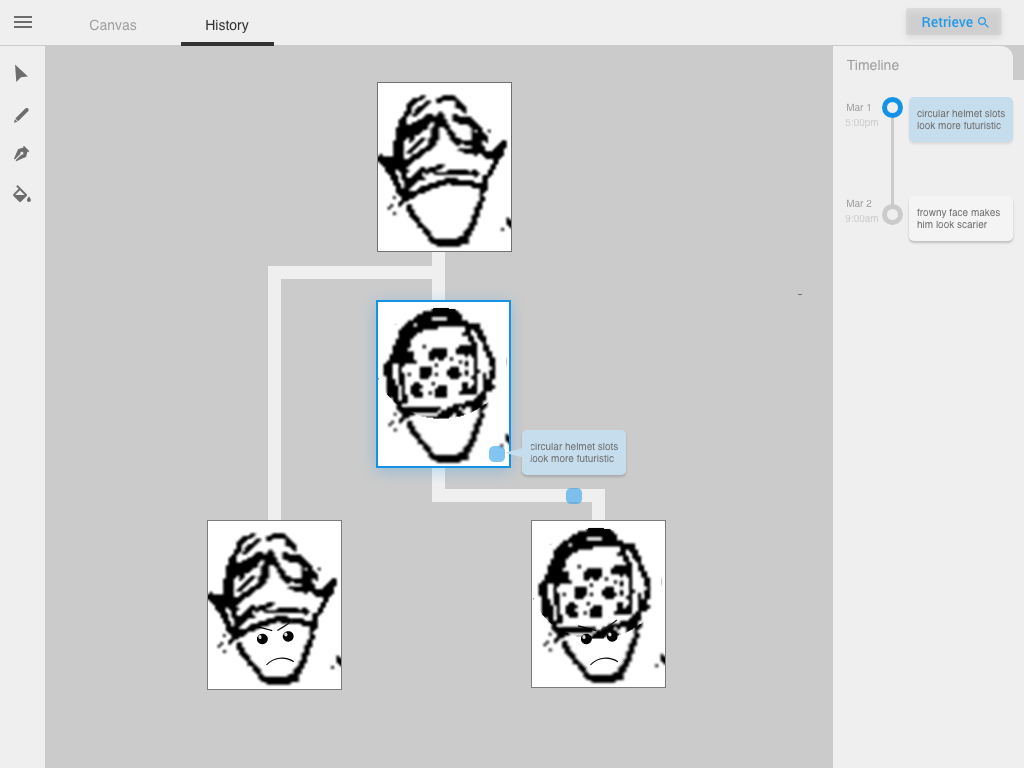 Canvas
History
Retrieve
Timeline
Mar 1
5:00pm
circular helmet slots
look more futuristic
Mar 2
9:00am
frowny face makes
him look scarier
circular helmet slots
look more futuristic